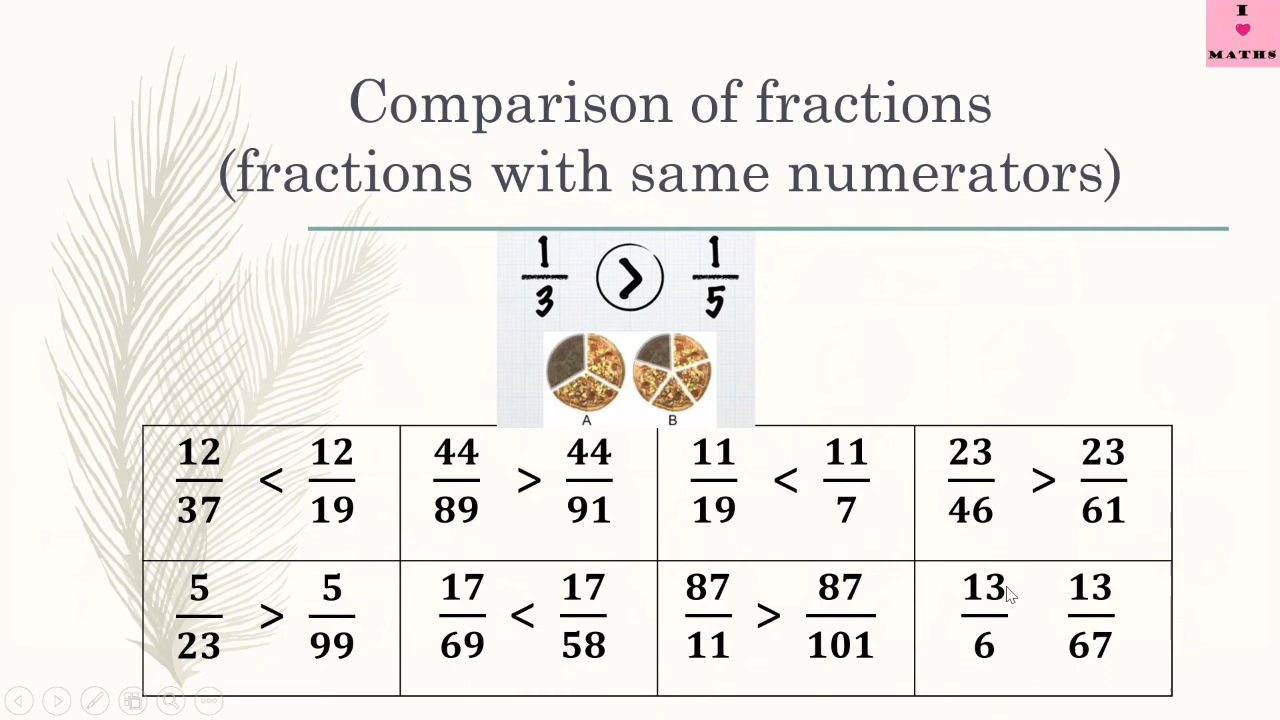 I
MATHS
Comparison of fractions
(fractions with same numerators)
1/3 > 1/5
A B
12/37 < 12/19 44/89 > 44/91 11/19 < 11/7 23/46 > 23/61
5/23 > 5/99 17/69 < 17/58 87/11 > 87/101 13/6 13/67